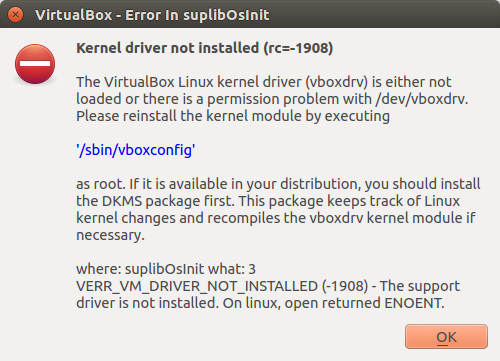 VirtualBox - Error In suplibOsInit
Kernel driver not installed (rc=-1908)
The VirtualBox Linux kernel driver (vboxdrv) is either not
loaded or there is a permission problem with /dev/vboxdrv.
Please reinstall the kernel module by executing
'/sbin/vboxconfig'
as root. If it is available in your distribution, you should install
the DKMS package first. This package keeps track of Linux
kernel changes and recompiles the vboxdrv kernel module if
necessary.
where: suplibOsInit what: 3
VERR_VM_DRIVER_NOT_INSTALLED (-1908) - The support
driver is not installed. On linux, open returned ENOENT.
OK